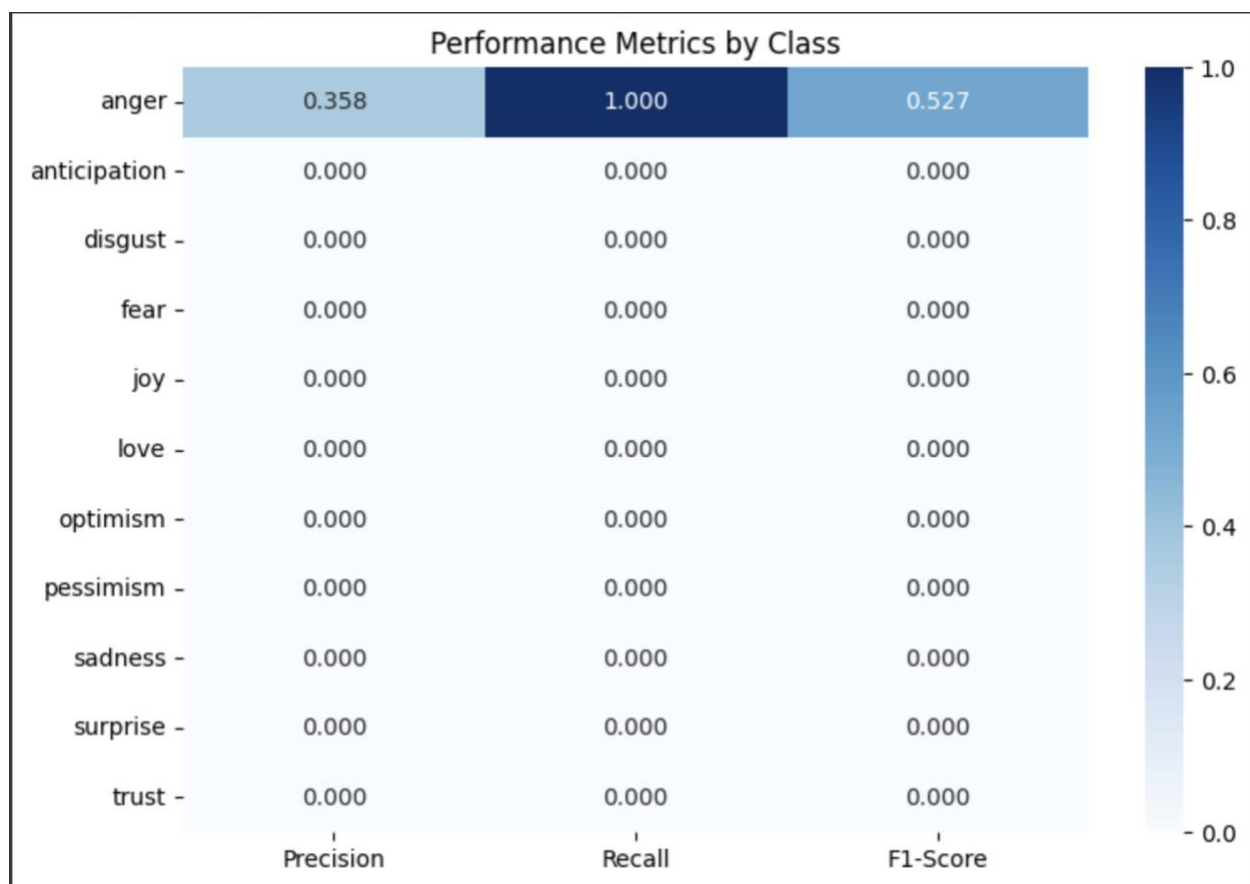 Performance Metrics by Class
anger 0.358 1.000 0.527
anticipation 0.000 0.000 0.000
disgust 0.000 0.000 0.000
fear 0.000 0.000 0.000
joy 0.000 0.000 0.000
love 0.000 0.000 0.000
optimism 0.000 0.000 0.000
pessimism 0.000 0.000 0.000
sadness 0.000 0.000 0.000
surprise 0.000 0.000 0.000
trust 0.000 0.000 0.000
Precision Recall F1-Score
1.0
0.8
0.6
0.4
0.2
0.0